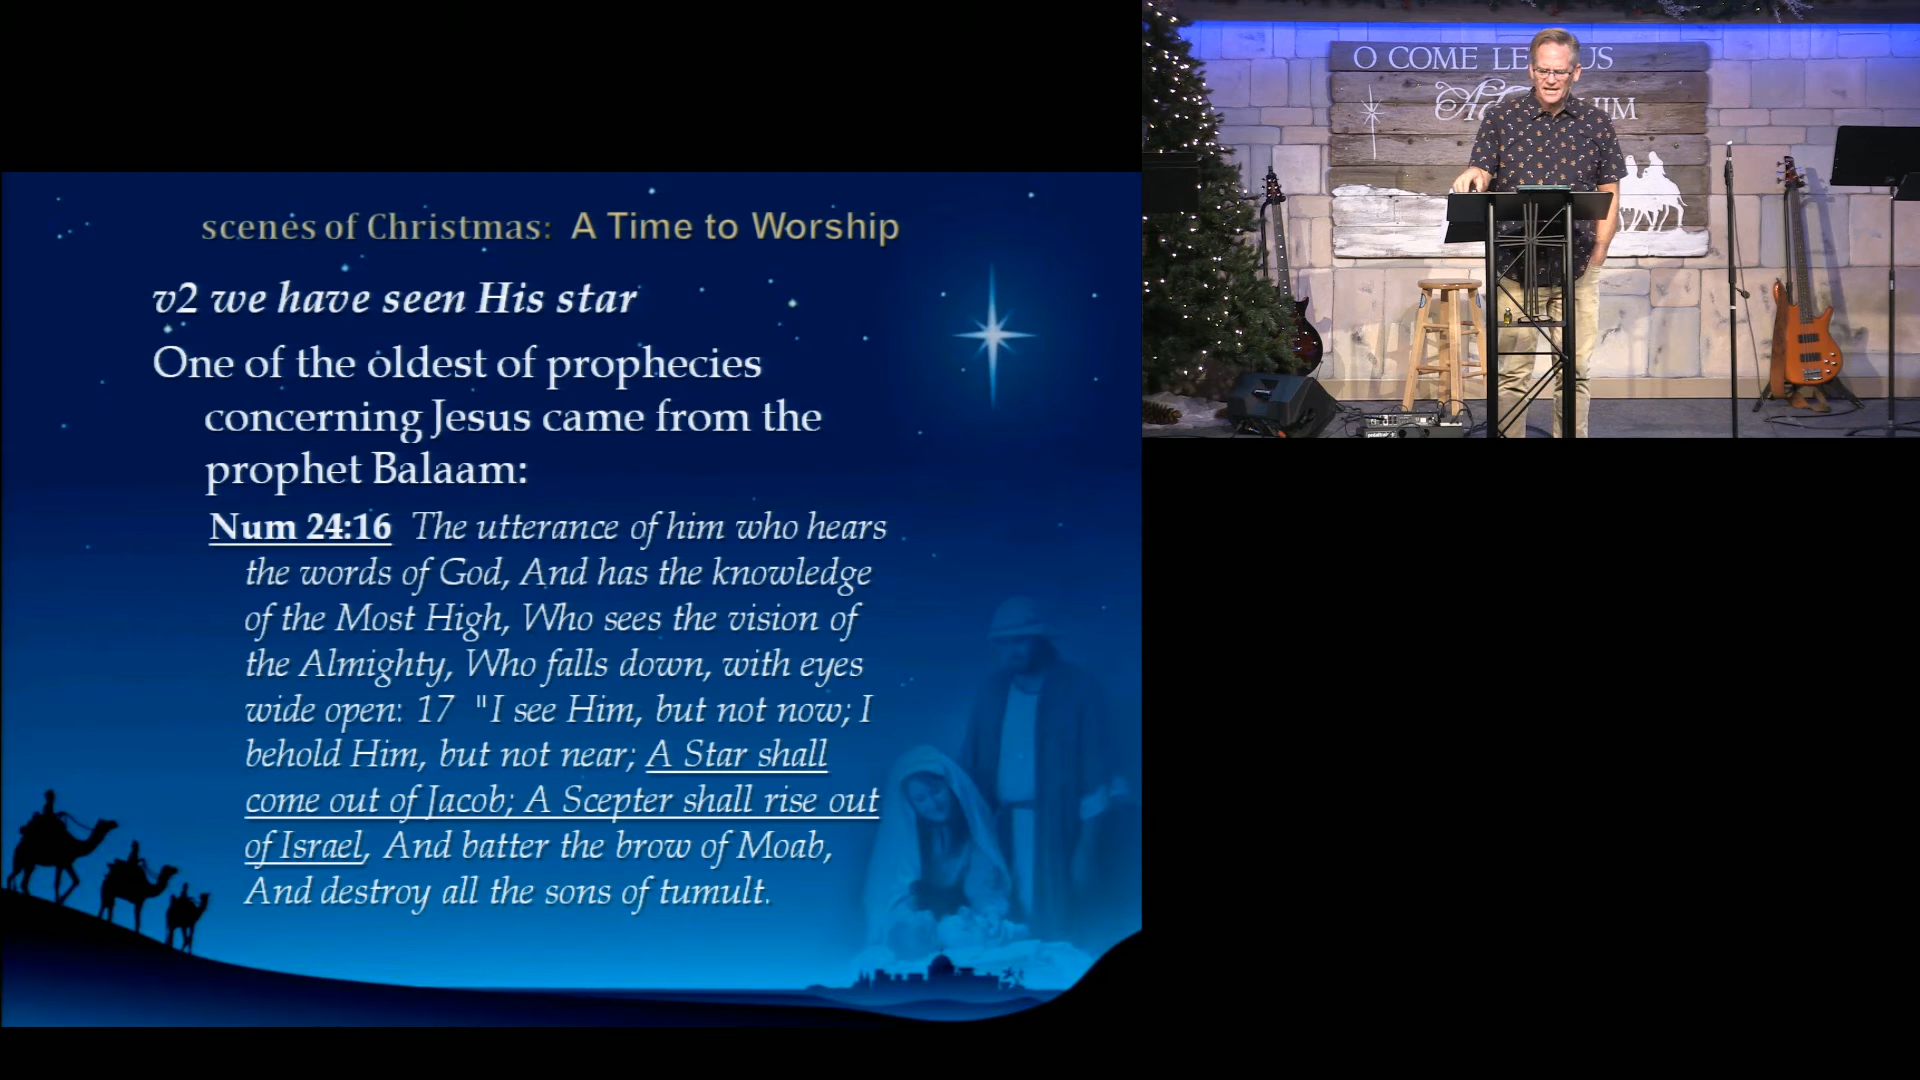 scenes of Christmas: A Time to Worship
v2 we have seen His star
One of the oldest of prophecies
concerning Jesus came from the
prophet Balaam:
Num 24:16 The utterance of him who hears
the words of God, And has the knowledge
of the Most High, Who sees the vision of
the Almighty, Who falls down, with eyes
wide open: 17 "I see Him, but not now; I
behold Him, but not near; A Star shall
come out of Jacob; A Scepter shall rise out
of Israel, And batter the brow of Moab,
And destroy all the sons of tumult.
O COME LE US
HIM